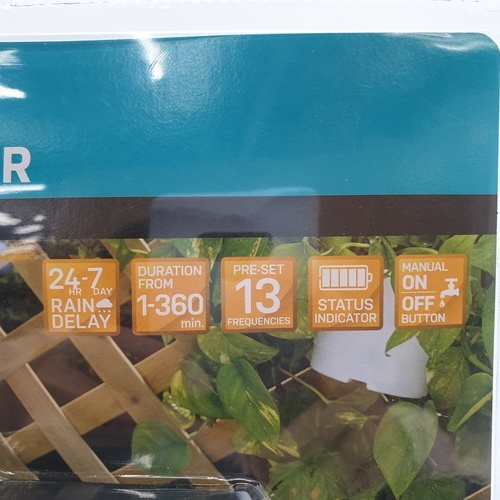 R
24-7
HR DAY
RAIN
DELAY
DURATION
FROM
1-360
min.
PRE-SET
13
FREQUENCIES
STATUS
INDICATOR
MANUAL
ON
OFF
BUTTON